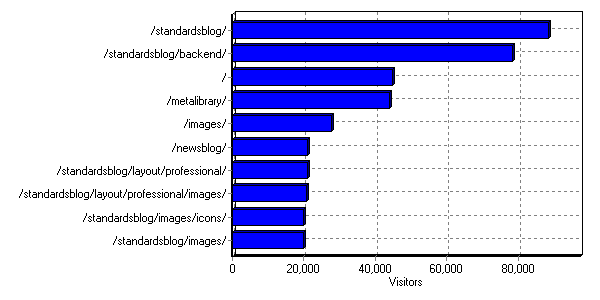 /standardsblog/
/standardsblog/backend/
/
/metalibrary/
/images/
/newsblog/
/standardsblog/layout/professional/
/standardsblog/layout/professional/images/
/standardsblog/images/icons/
/standardsblog/images/
0 20,000 40,000 60,000 80,000
Visitors